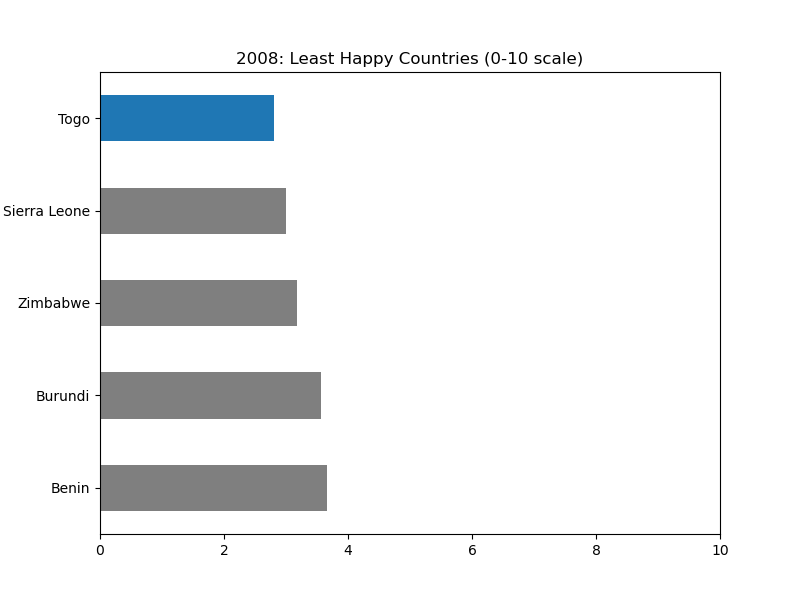 2008: Least Happy Countries (0-10 scale)
Togo
Sierra Leone
Zimbabwe
Burundi
Benin
0 2 4 6 8 10